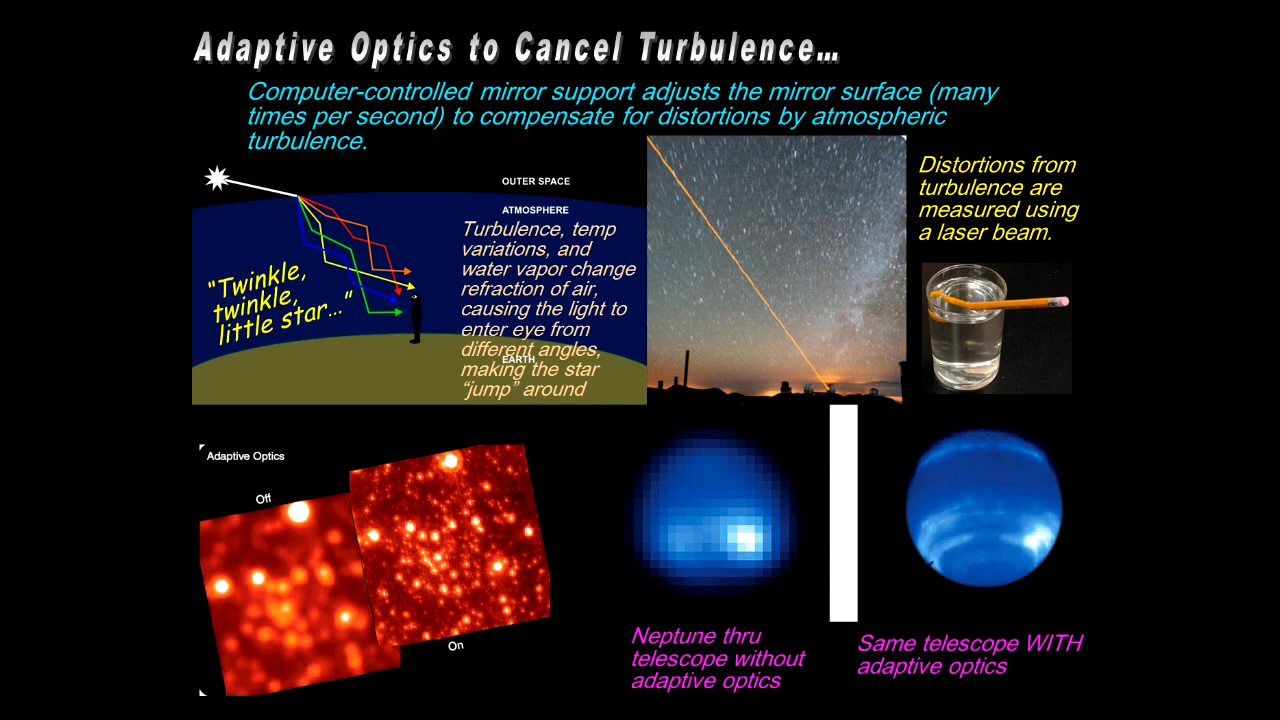 Adaptive Optics to Cancel Turbulence…
Computer-controlled mirror support adjusts the mirror surface (many
times per second) to compensate for distortions by atmospheric
turbulence.
OUTER SPACE
ATMOSPHERE
Turbulence, temp
variations, and
water vapor change
refraction of air,
causing the light to
enter eye from
different angles,
making the star
“jump” around
EARTH
"Twinkle,
twinkle,
little star…"
Distortions from
turbulence are
measured using
a laser beam.
Adaptive Optics
Off
On
Neptune thru
telescope without
adaptive optics
Same telescope WITH
adaptive optics